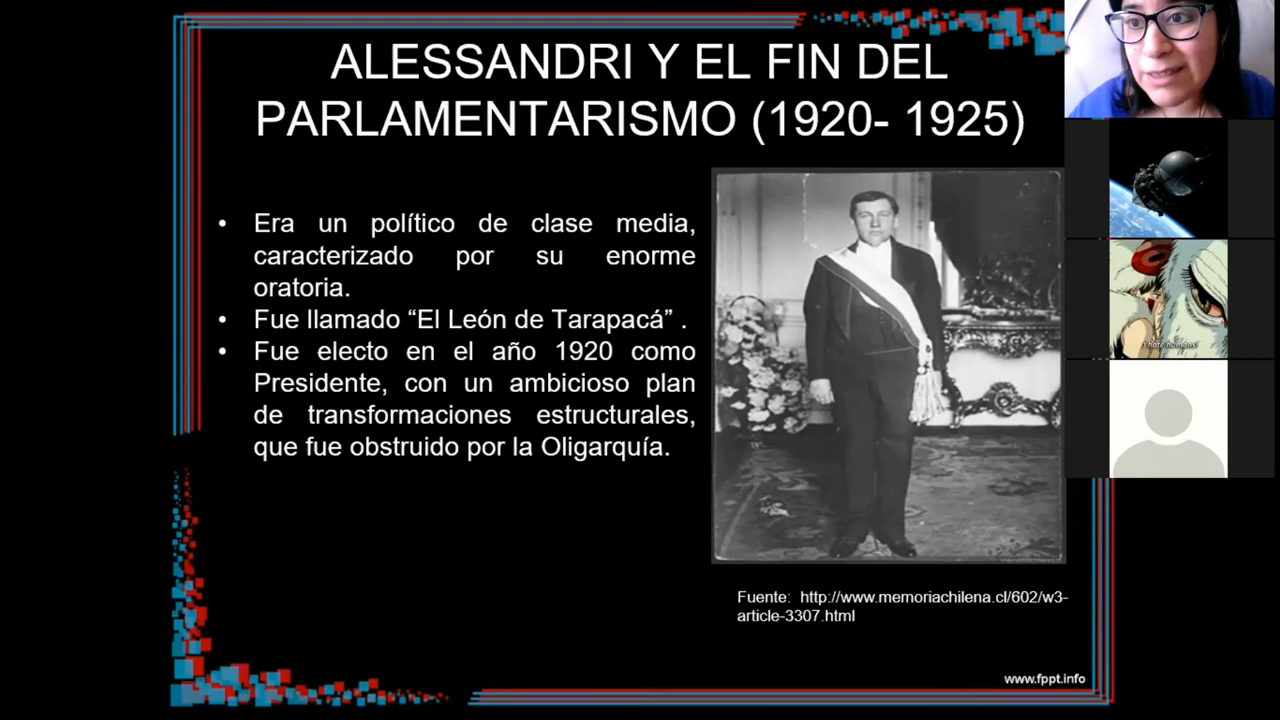 ALESSANDRI Y EL FIN DEL
PARLAMENTARISMO (1920- 1925)
• Era un político de clase media,
caracterizado por su enorme
oratoria.
• Fue llamado “El León de Tarapacá” .
• Fue electo en el año 1920 como
Presidente, con un ambicioso plan
de transformaciones estructurales,
que fue obstruido por la Oligarquía.
Fuente: http://www.memoriachilena.cl/602/w3-
article-3307.html
www.fppt.info
I hate humans!